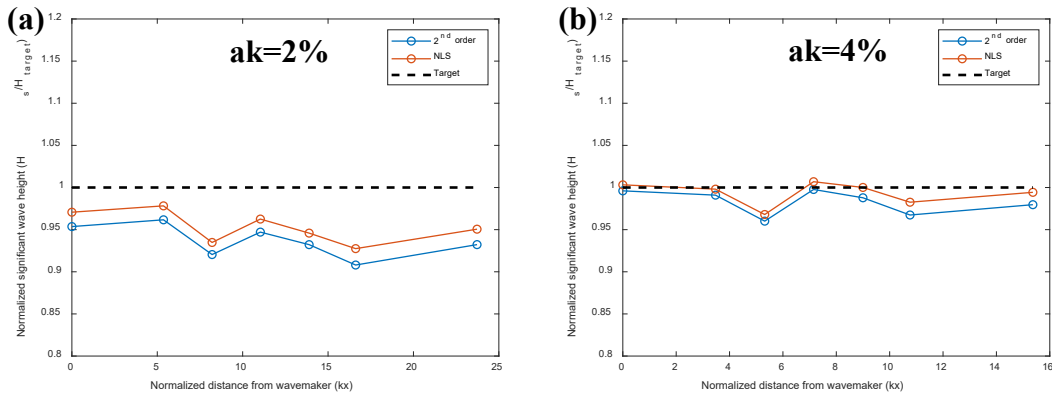 (a)
ak=2%
2nd order
NLS
Target
1.2
1.15
1.1
1.05
1
0.95
0.9
0.85
0.8
0
5
10
15
20
25
Normalized significant wave height (Hs/Htarget)
Normalized distance from wavemaker (kx)
(b)
ak=4%
2nd order
NLS
Target
1.2
1.15
1.1
1.05
1
0.95
0.9
0.85
0.8
0
2
4
6
8
10
12
14
16
Normalized significant wave height (Hs/Htarget)
Normalized distance from wavemaker (kx)